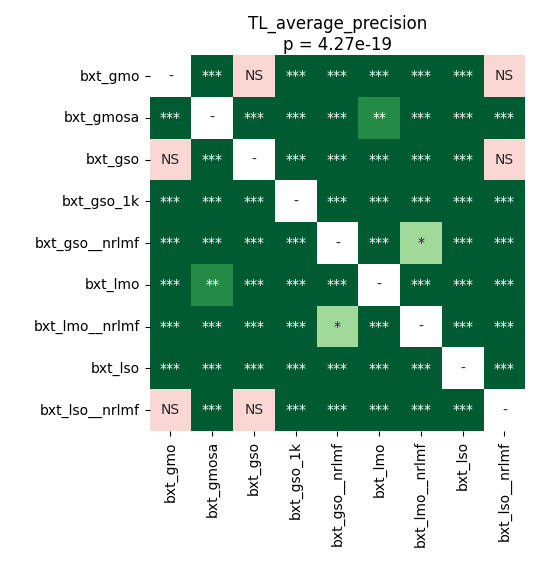 TL_average_precision
p = 4.27e-19
bxt_gmo - *** NS *** *** *** *** *** NS
bxt_gmosa *** - *** *** *** ** *** *** ***
bxt_gso NS *** - *** *** *** *** *** NS
bxt_gso_1k *** *** *** - *** *** *** *** ***
bxt_gso__nrlmf *** *** *** *** - *** * *** ***
bxt_lmo *** ** *** *** *** - *** *** ***
bxt_lmo__nrlmf *** *** *** *** * *** - *** ***
bxt_lso *** *** *** *** *** *** *** - ***
bxt_lso__nrlmf NS *** NS *** *** *** *** *** -
bxt_gmo
bxt_gmosa
bxt_gso
bxt_gso_1k
bxt_gso__nrlmf
bxt_lmo
bxt_lmo__nrlmf
bxt_lso
bxt_lso__nrlmf